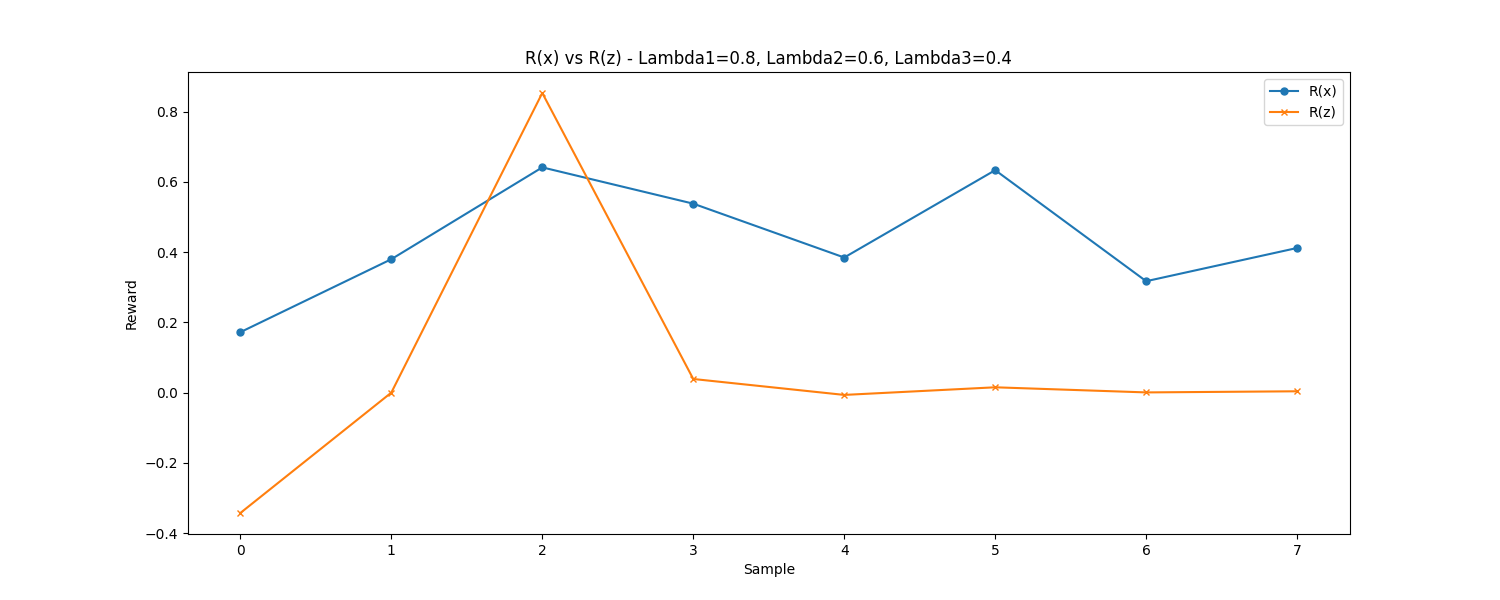 R(x) vs R(z) - Lambda1=0.8, Lambda2=0.6, Lambda3=0.4
R(x)
R(z)
0.8
0.6
0.4
0.2
0.0
−0.2
−0.4
Reward
0 1 2 3 4 5 6 7
Sample